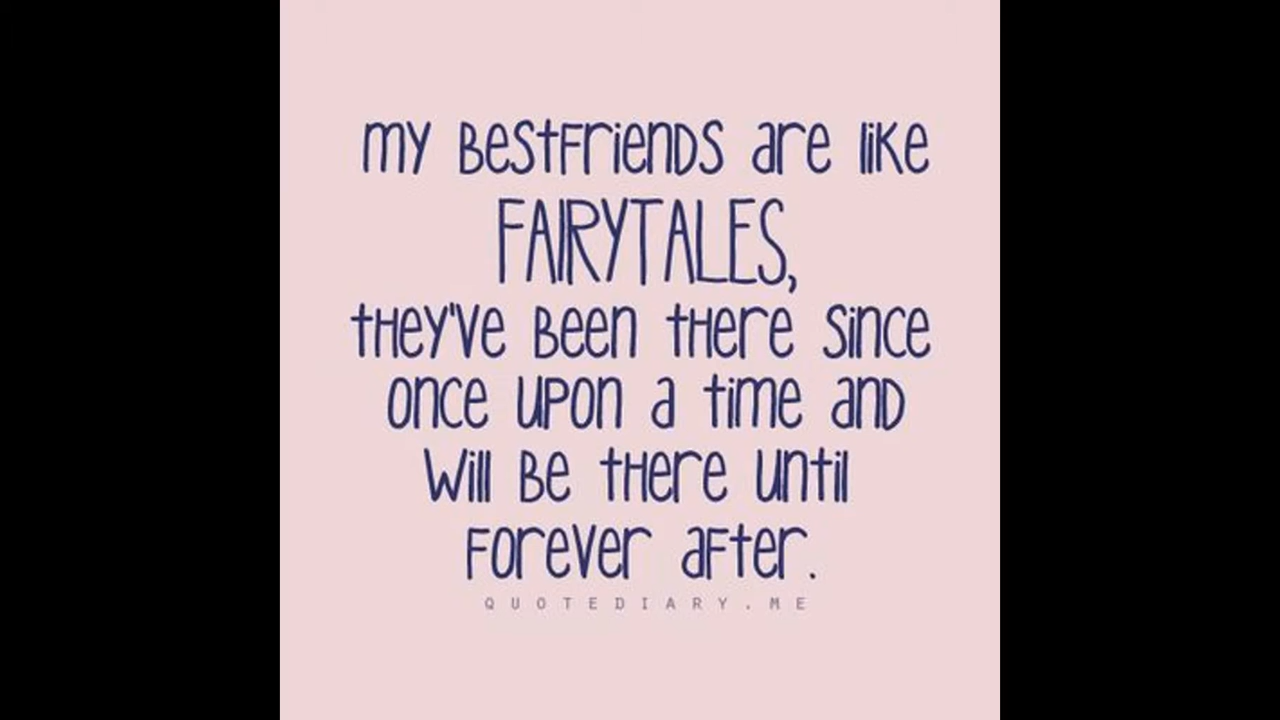 my Bestfriends are like
FAIRYTALES,
they've Been there since
once upon a time and
will Be there until
forever after.
QUOTEDIARY.ME